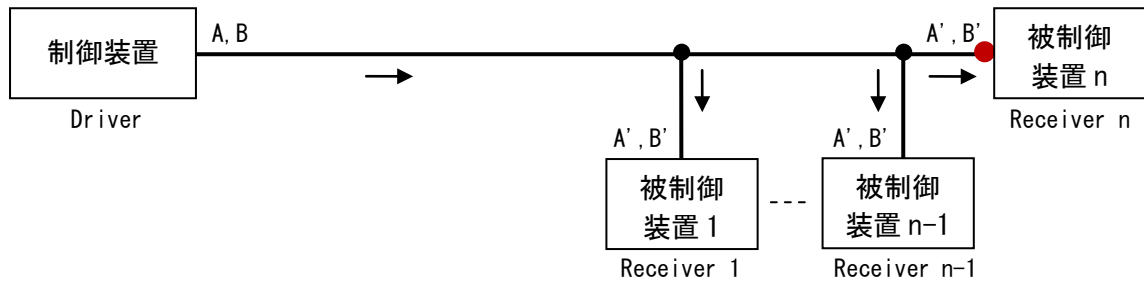 制御装置
Driver
A,B
A',B'
被制御
装置n
Receiver n
A',B'
被制御
装置1
Receiver 1
A',B'
被制御
装置n-1
Receiver n-1